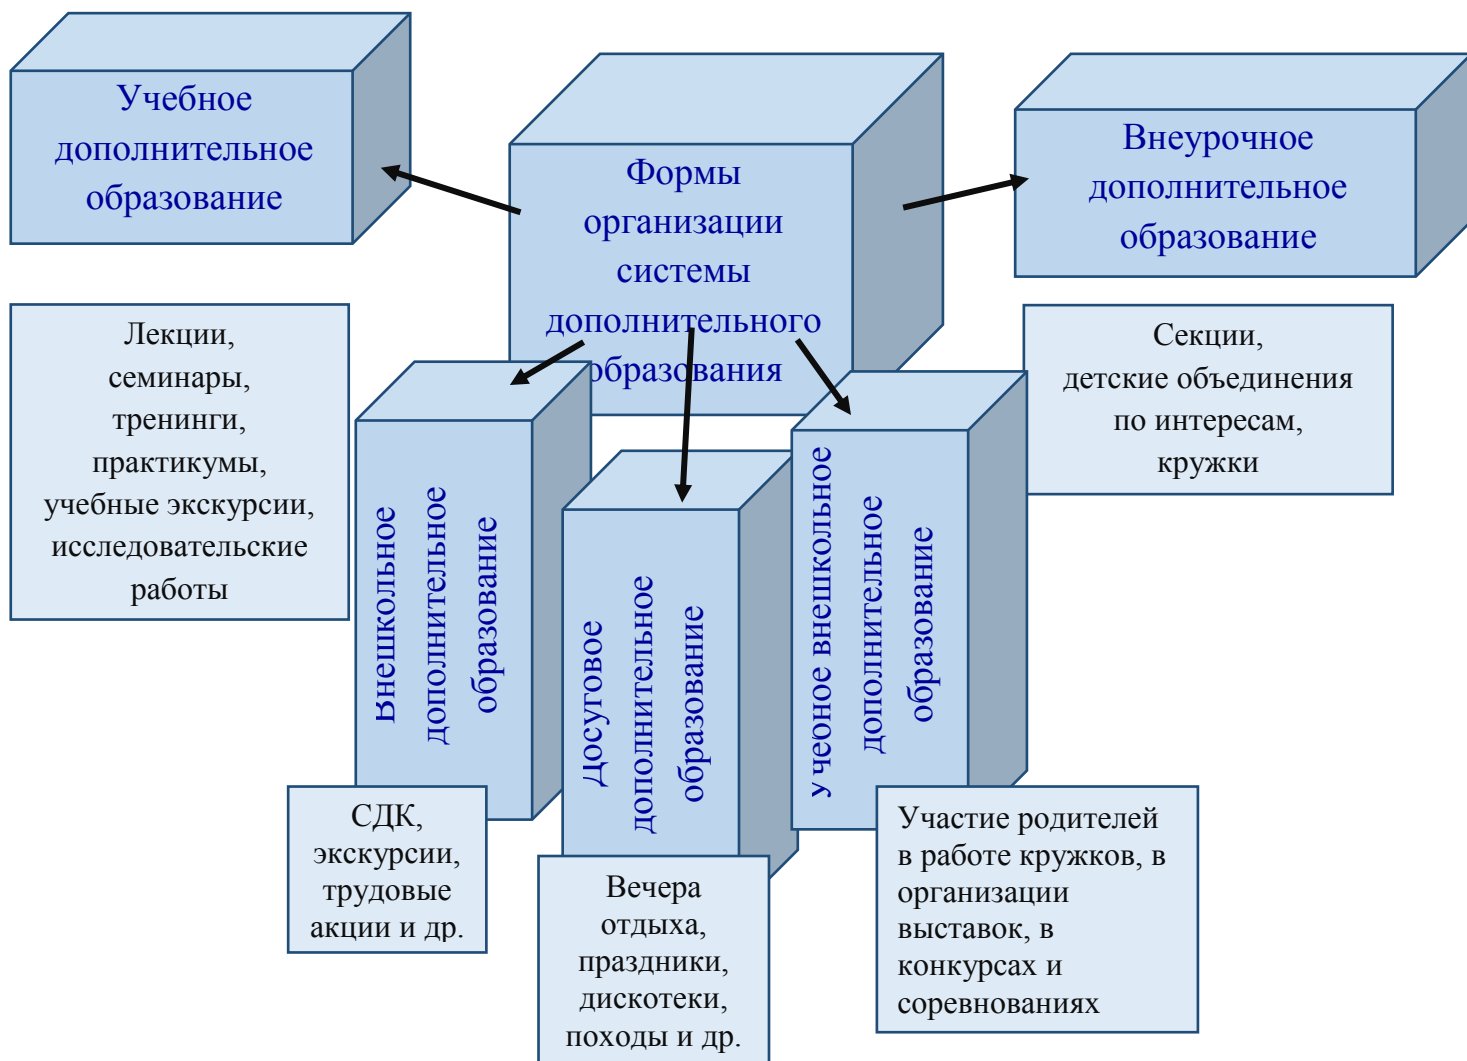 Учебное
дополнительное
образование
Формы
организации
системы
дополнительного
образования
Внеурочное
дополнительное
образование
Лекции,
семинары,
тренинги,
практикумы,
учебные экскурсии,
исследовательские
работы
Секции,
детские объединения
по интересам,
кружки
Внешкольное
дополнительное
образование
Досуговое
дополнительное
образование
Учебное внешкольное
дополнительное
образование
СДК,
экскурсии,
трудовые
акции и др.
Вечера
отдыха,
праздники,
дискотеки,
походы и др.
Участие родителей
в работе кружков, в
организации
выставок, в
конкурсах и
соревнованиях